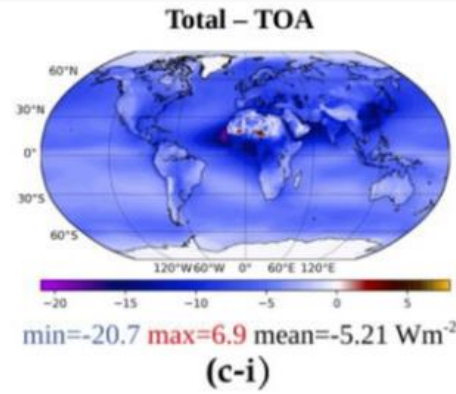 Total – TOA
60°N
30°N
0°
30°S
60°S
120°W60°W 0° 60°E 120°E
−20 −15 −10 −5 0 5
min=-20.7 max=6.9 mean=-5.21 Wm⁻²
(c-i)